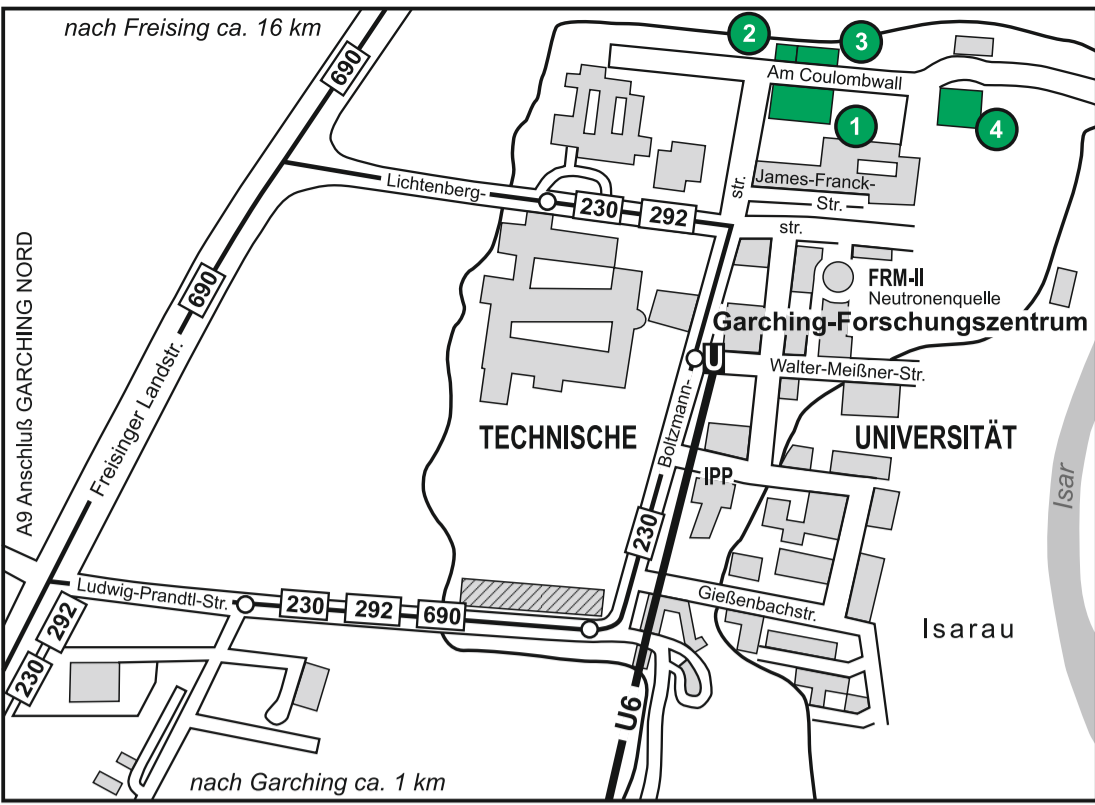 nach Freising ca. 16 km
690
2
3
Am Coulombwall
1
4
Lichtenberg-
230
292
str.
James-Franck-
Str.
str.
A9 Anschluß GARCHING NORD
690
FRM-II
Neutronenquelle
Garching-Forschungszentrum
U
Walter-Meißner-Str.
Freisinger Landstr.
Boltzmann-
TECHNISCHE
UNIVERSITÄT
IPP
Isar
230
Ludwig-Prandtl-Str.
230
292
690
Gießenbachstr.
Isarau
292
230
U6
nach Garching ca. 1 km